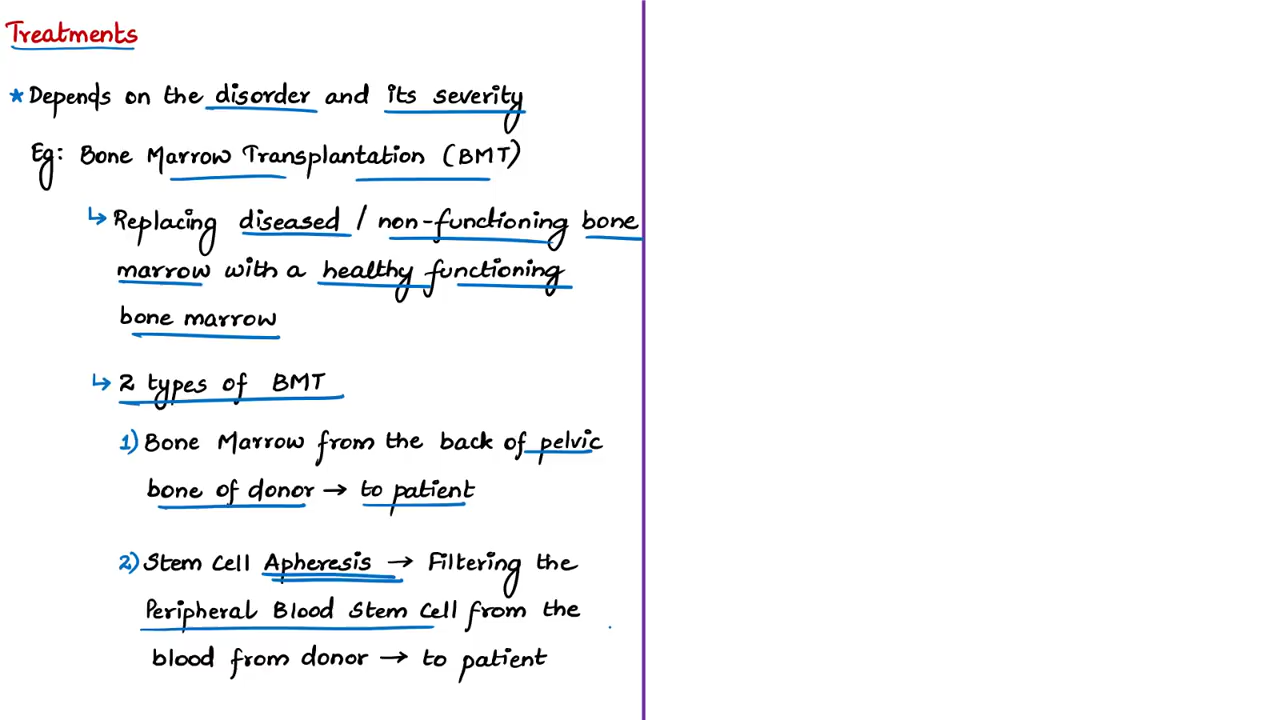 Treatments
* Depends on the disorder and its severity
Eg: Bone Marrow Transplantation (BMT)
↳ Replacing diseased / non-functioning bone
marrow with a healthy functioning
bone marrow
↳ 2 types of BMT
1) Bone Marrow from the back of pelvic
bone of donor → to patient
2) Stem Cell Apheresis → Filtering the
Peripheral Blood Stem Cell from the
blood from donor → to patient